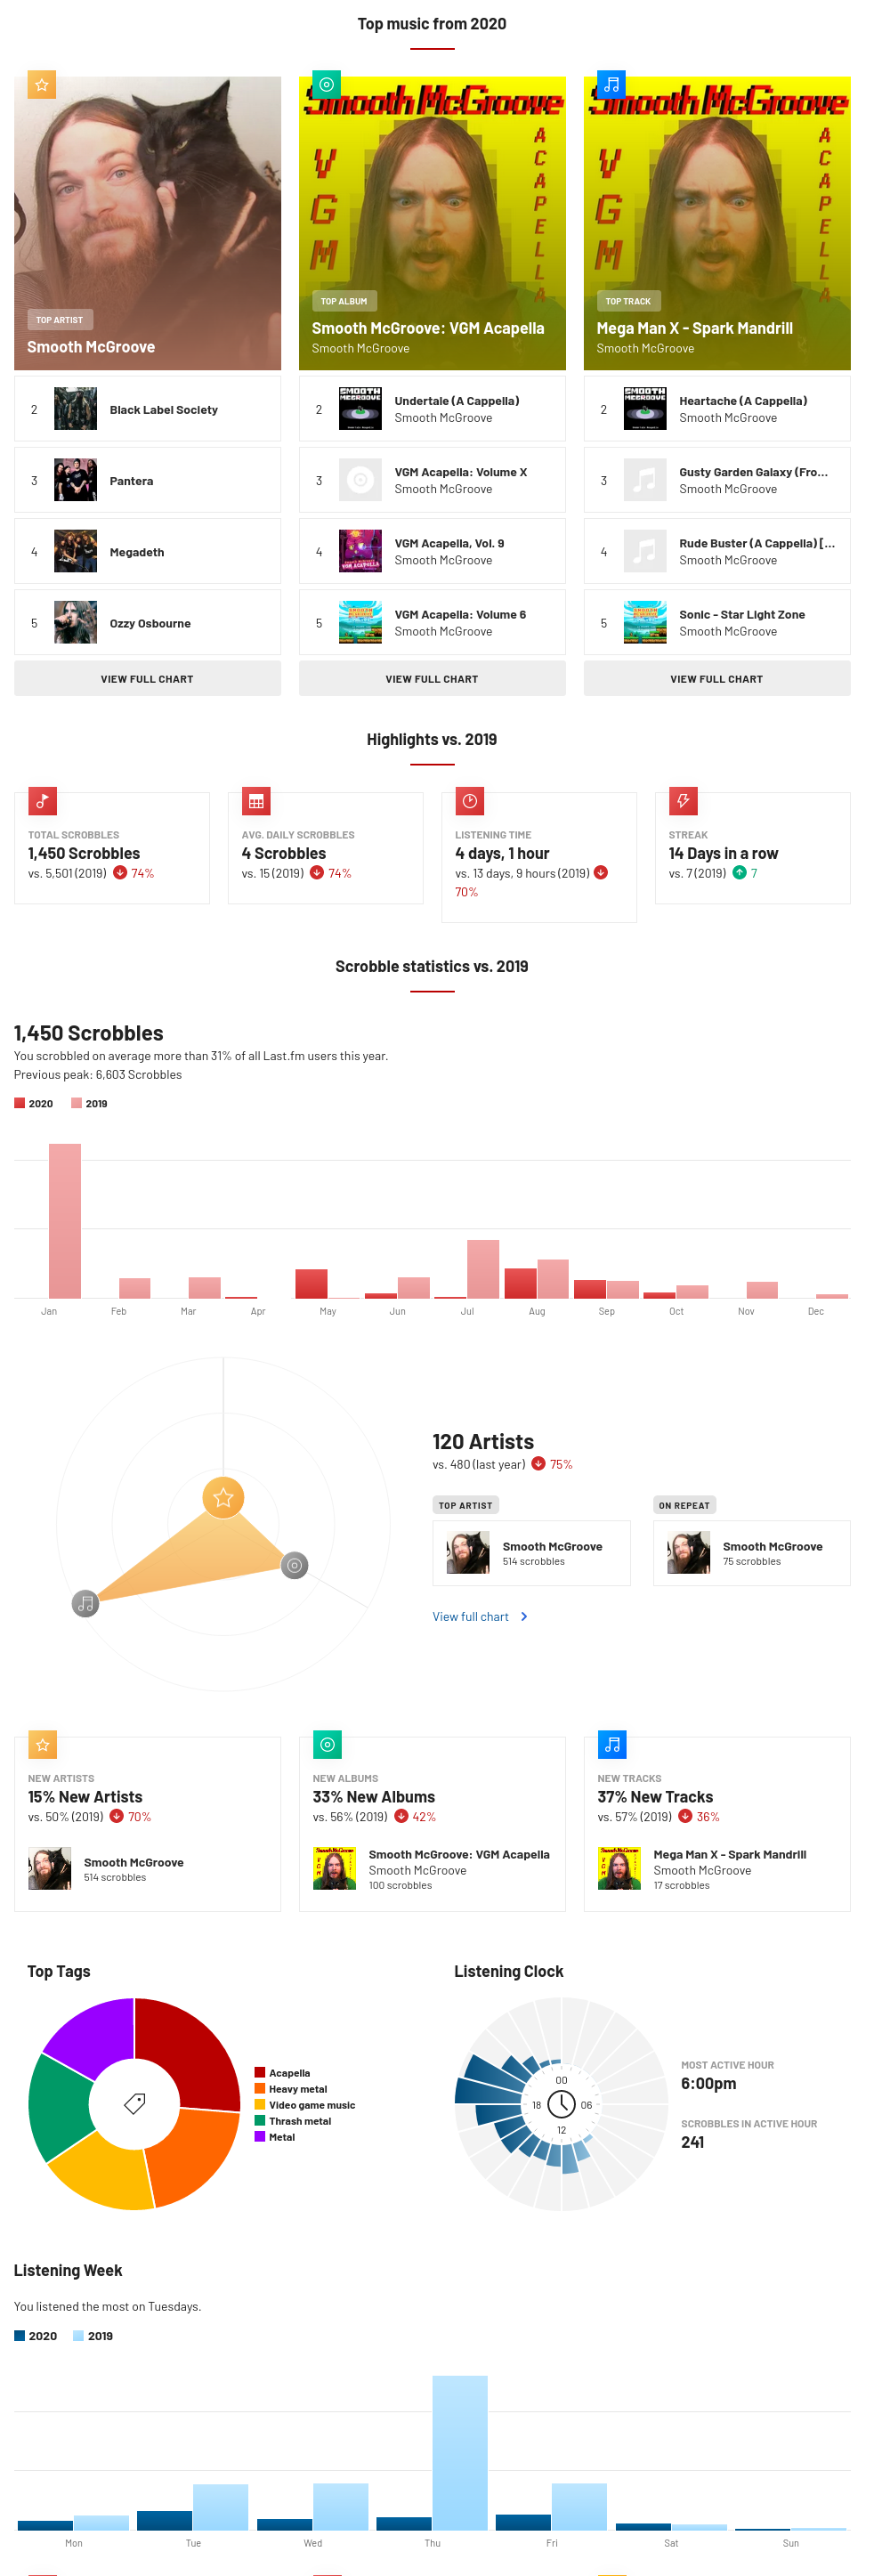 Top music from 2020
TOP ARTIST
Smooth McGroove
2
Black Label Society
3
Pantera
4
Megadeth
5
Ozzy Osbourne
VIEW FULL CHART
Smooth McGroove
VGM
ACAPELLA
TOP ALBUM
Smooth McGroove: VGM Acapella
Smooth McGroove
2
SMOOTH MCGROOVE
Undertale (A Cappella)
Smooth McGroove
3
VGM Acapella: Volume X
Smooth McGroove
4
VGM ACAPELLA
VGM Acapella, Vol. 9
Smooth McGroove
5
VGM Acapella: Volume 6
Smooth McGroove
VIEW FULL CHART
Smooth McGroove
VGM
ACAPELLA
TOP TRACK
Mega Man X - Spark Mandrill
Smooth McGroove
2
SMOOTH MCGROOVE
Heartache (A Cappella)
Smooth McGroove
3
Gusty Garden Galaxy (Fro...
Smooth McGroove
4
Rude Buster (A Cappella) [...
Smooth McGroove
5
Sonic - Star Light Zone
Smooth McGroove
VIEW FULL CHART
Highlights vs. 2019
TOTAL SCROBBLES
1,450 Scrobbles
vs. 5,501 (2019) 74%
AVG. DAILY SCROBBLES
4 Scrobbles
vs. 15 (2019) 74%
LISTENING TIME
4 days, 1 hour
vs. 13 days, 9 hours (2019)
70%
STREAK
14 Days in a row
vs. 7 (2019) 7
Scrobble statistics vs. 2019
1,450 Scrobbles
You scrobbled on average more than 31% of all Last.fm users this year.
Previous peak: 6,603 Scrobbles
2020 2019
Jan Feb Mar Apr May Jun Jul Aug Sep Oct Nov Dec
120 Artists
vs. 480 (last year) 75%
TOP ARTIST
Smooth McGroove
514 scrobbles
ON REPEAT
Smooth McGroove
75 scrobbles
View full chart
NEW ARTISTS
15% New Artists
vs. 50% (2019) 70%
Smooth McGroove
514 scrobbles
NEW ALBUMS
33% New Albums
vs. 56% (2019) 42%
Smooth McGroove: VGM Acapella
Smooth McGroove
100 scrobbles
NEW TRACKS
37% New Tracks
vs. 57% (2019) 36%
Mega Man X - Spark Mandrill
Smooth McGroove
17 scrobbles
Top Tags
Acapella
Heavy metal
Video game music
Thrash metal
Metal
Listening Clock
00
18 06
12
MOST ACTIVE HOUR
6:00pm
SCROBBLES IN ACTIVE HOUR
241
Listening Week
You listened the most on Tuesdays.
2020 2019
Mon Tue Wed Thu Fri Sat Sun